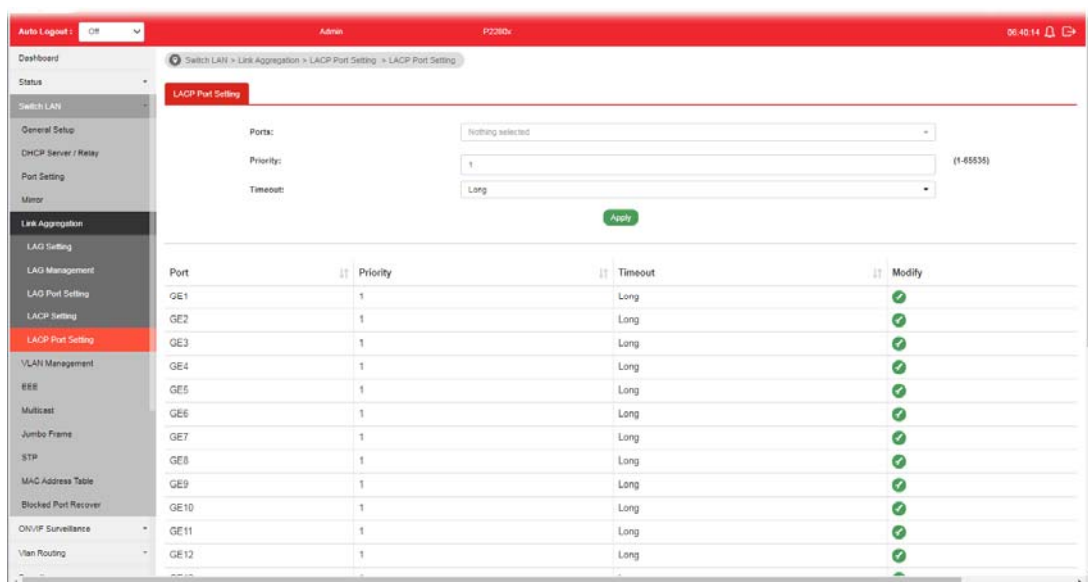 Auto Logout : Off Admin P2280x 06:40:14
Dashboard
Status
Switch LAN
General Setup
DHCP Server / Relay
Port Setting
Mirror
Link Aggregation
LAG Setting
LAG Management
LAG Port Setting
LACP Setting
LACP Port Setting
VLAN Management
EEE
Multicast
Jumbo Frame
STP
MAC Address Table
Blocked Port Recover
ONVIF Surveillance
Vlan Routing
Switch LAN > Link Aggregation > LACP Port Setting > LACP Port Setting
LACP Port Setting
Ports: Nothing selected
Priority: 1 (1-65535)
Timeout: Long
Apply
Port Priority Timeout Modify
GE1 1 Long
GE2 1 Long
GE3 1 Long
GE4 1 Long
GE5 1 Long
GE6 1 Long
GE7 1 Long
GE8 1 Long
GE9 1 Long
GE10 1 Long
GE11 1 Long
GE12 1 Long